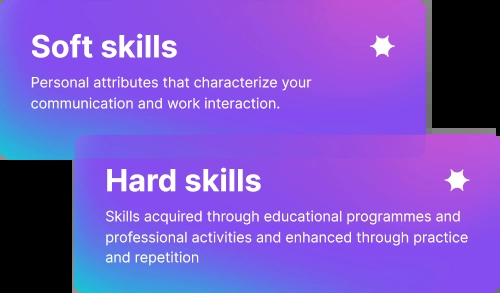 Soft skills
Personal attributes that characterize your
communication and work interaction.
Hard skills
Skills acquired through educational programmes and
professional activities and enhanced through practice
and repetition